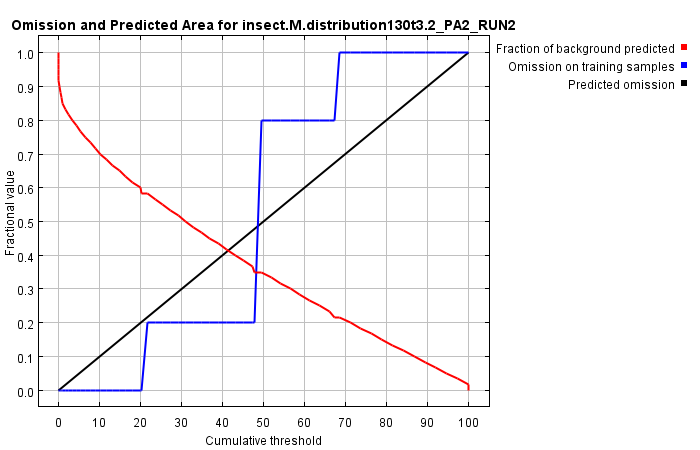 Omission and Predicted Area for insect.M.distribution130t3.2_PA2_RUN2
Fraction of background predicted
Omission on training samples
Predicted omission
Fractional value
1.0
0.9
0.8
0.7
0.6
0.5
0.4
0.3
0.2
0.1
0.0
0 10 20 30 40 50 60 70 80 90 100
Cumulative threshold